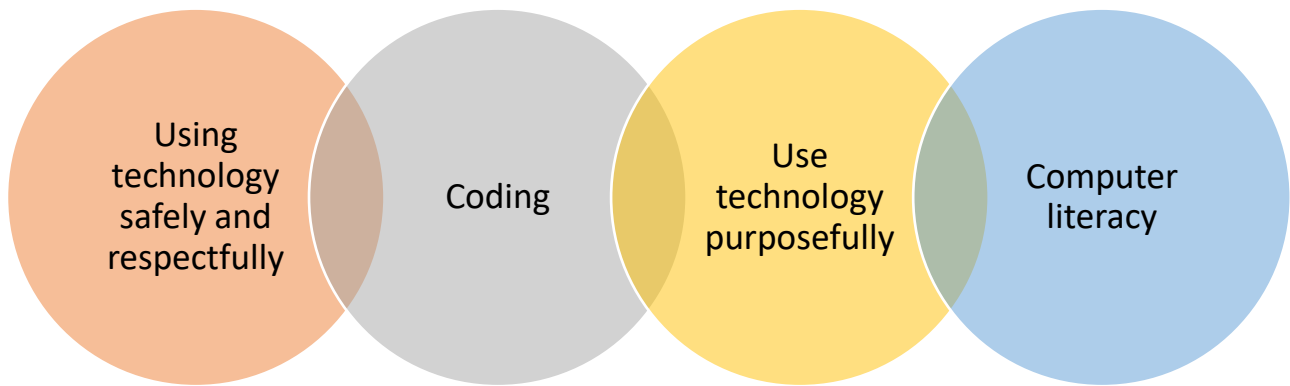 Using
technology
safely and
respectfully
Coding
Use
technology
purposefully
Computer
literacy